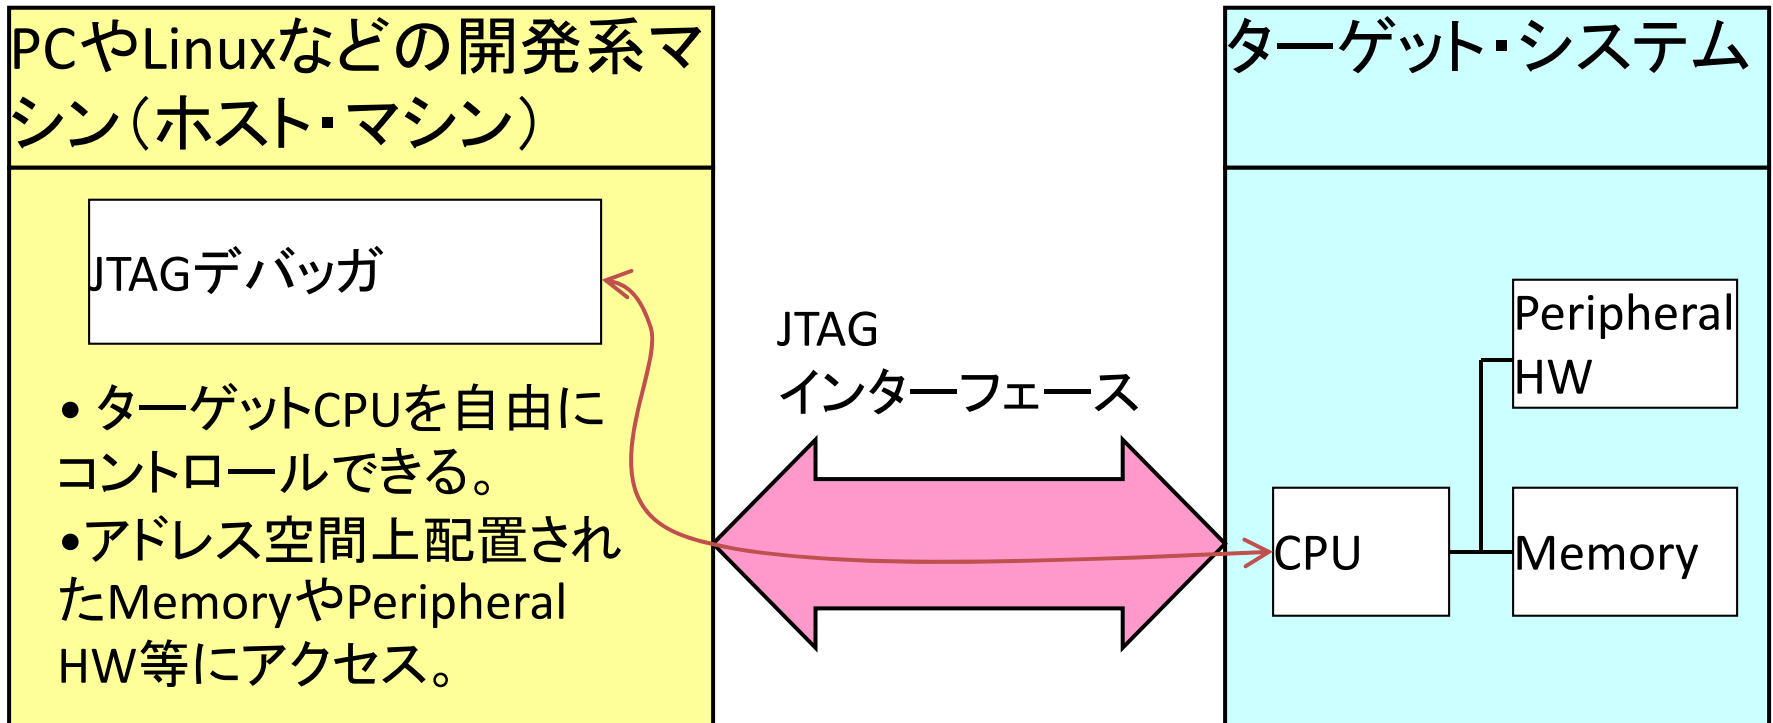 PCやLinuxなどの開発系マ
シン(ホスト・マシン)
JTAGデバッガ
• ターゲットCPUを自由に
コントロールできる。
•アドレス空間上配置され
たMemoryやPeripheral
HW等にアクセス。
JTAG
インターフェース
ターゲット・システム
Peripheral
HW
CPU
Memory